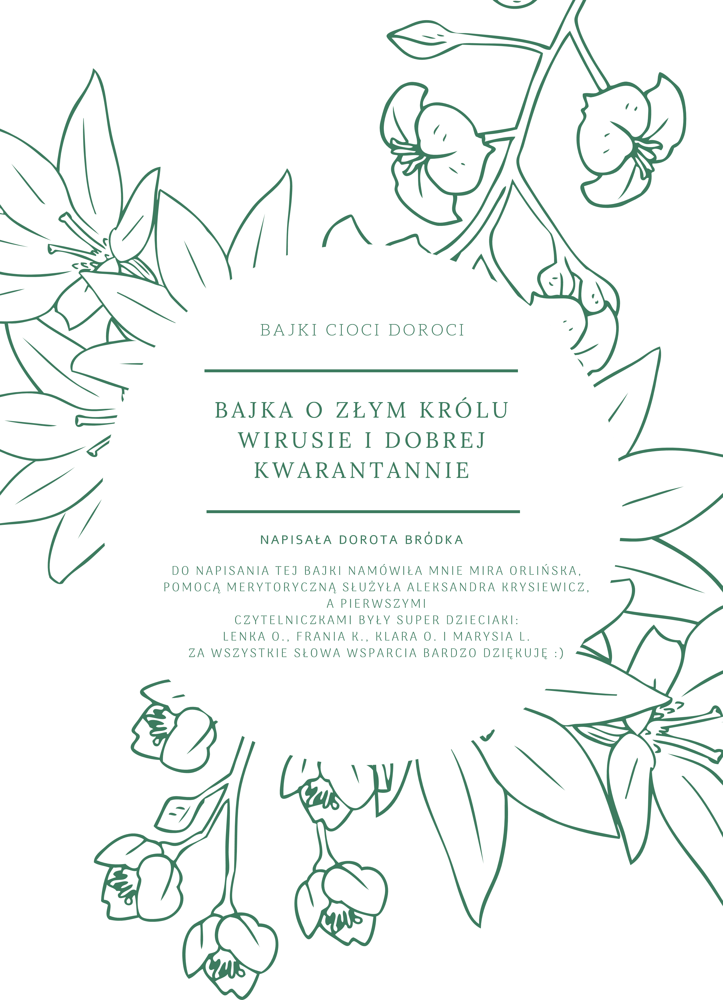 BAJKI CIOCI DOROCI
BAJKA O ZŁYM KRÓLU
WIRUSIE I DOBREJ
KWARANTANNIE
NAPISAŁA DOROTA BRÓDKA
DO NAPISANIA TEJ BAJKI NAMÓWIŁA MNIE MIRA ORLIŃSKA,
POMOCĄ MERYTORYCZNĄ SŁUŻYŁA ALEKSANDRA KRYSIEWICZ,
A PIERWSZYMI
CZYTELNICZKAMI BYŁY SUPER DZIECIAKI:
LENKA O., FRANIA K., KLARA O. I MARYSIA L.
ZA WSZYSTKIE SŁOWA WSPARCIA BARDZO DZIĘKUJĘ :)